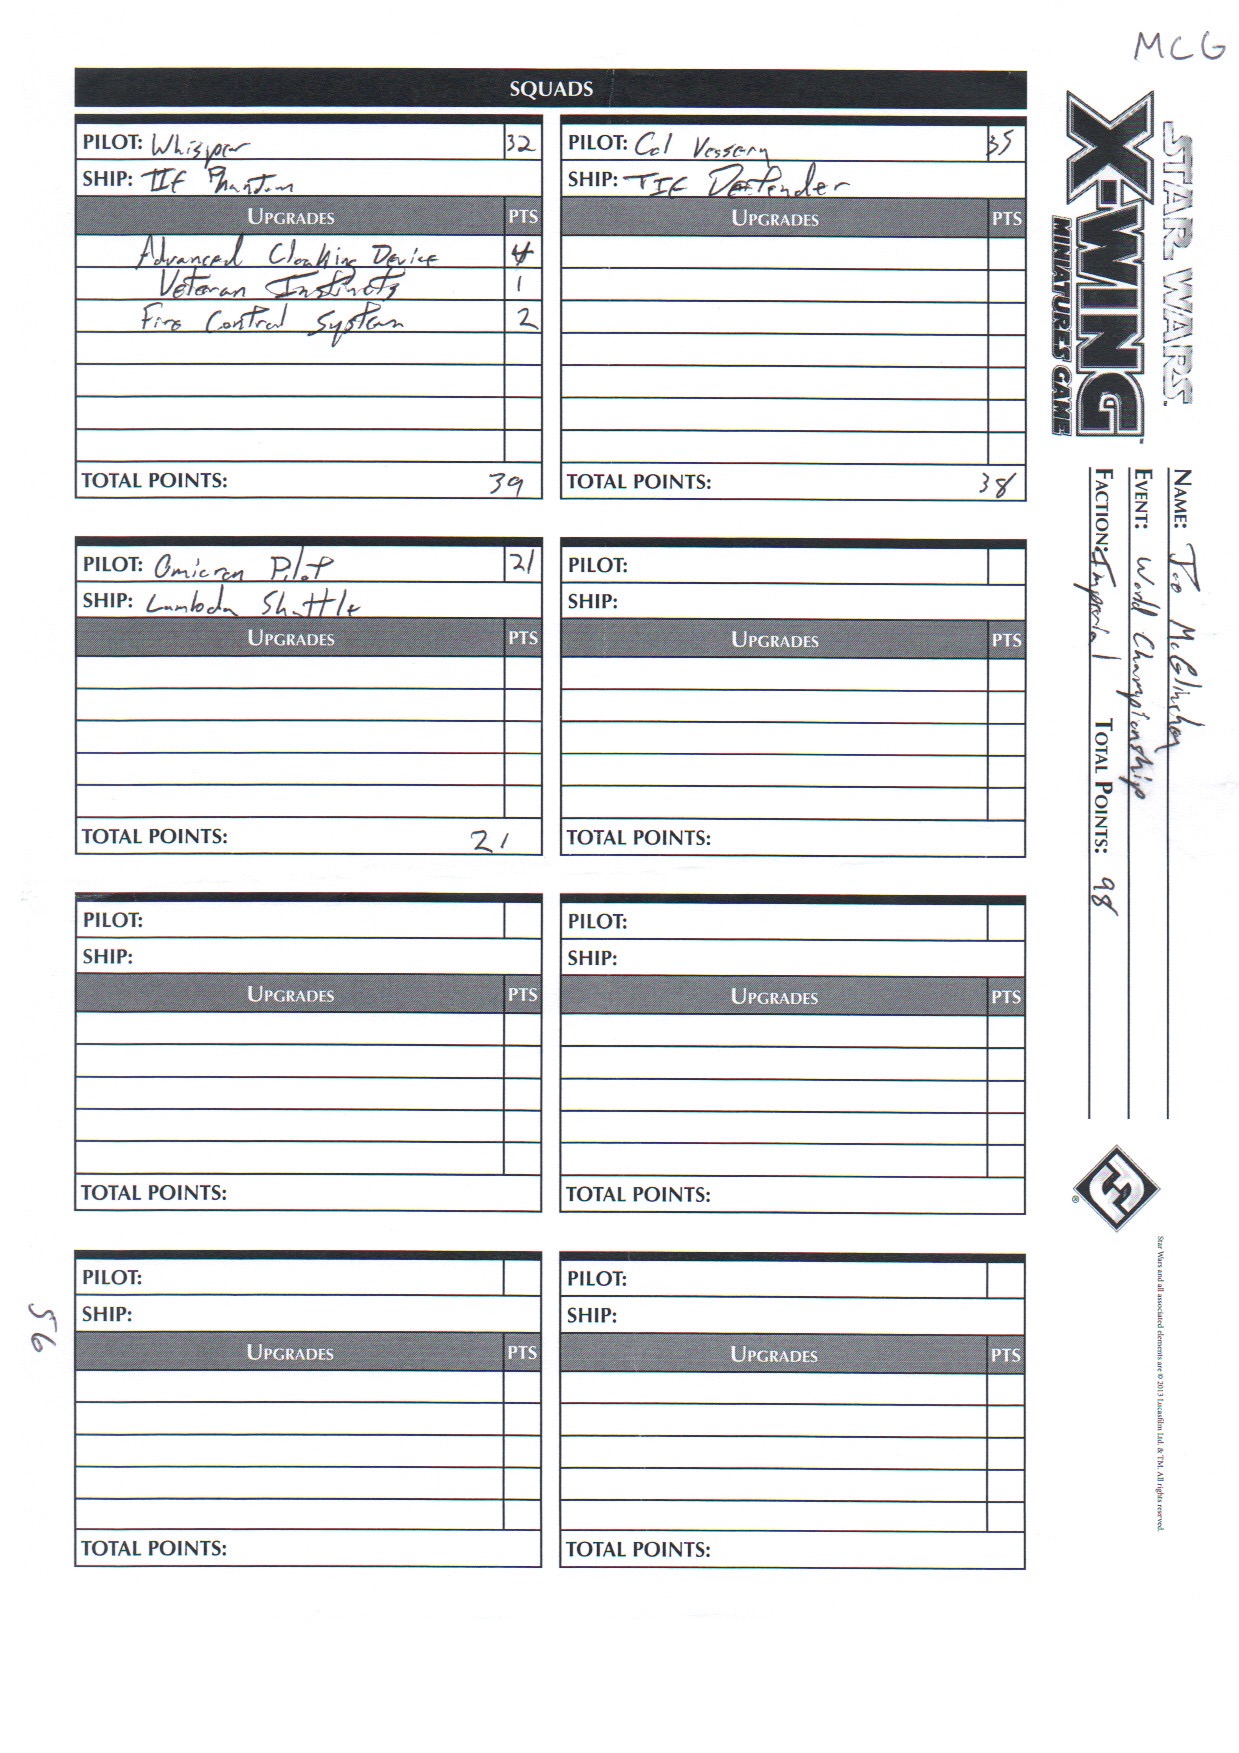 MCG
SQUADS
PILOT: Whisper 32
SHIP: TIE Phantom
UPGRADES PTS
Advanced Cloaking Device 4
Veteran Instincts 1
Fire Control System 2
TOTAL POINTS: 39
PILOT: Col Vessery 35
SHIP: TIE Defender
UPGRADES PTS
TOTAL POINTS: 38
PILOT: Omicron Pilot 21
SHIP: Lambda Shuttle
UPGRADES PTS
TOTAL POINTS: 21
PILOT:
SHIP:
UPGRADES PTS
TOTAL POINTS:
PILOT:
SHIP:
UPGRADES PTS
TOTAL POINTS:
PILOT:
SHIP:
UPGRADES PTS
TOTAL POINTS:
PILOT:
SHIP:
UPGRADES PTS
TOTAL POINTS:
PILOT:
SHIP:
UPGRADES PTS
TOTAL POINTS:
STAR WARS™
X-WING™
MINIATURES GAME
NAME:
EVENT: World Championship
FACTION: Imperial TOTAL POINTS: 98
®
Star Wars and all associated elements are © 2013 Lucasfilm Ltd. & TM. All rights reserved.
56